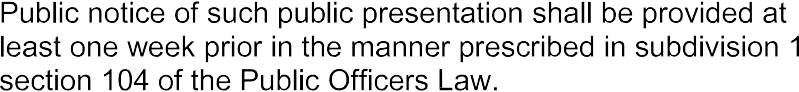 Public notice of such public presentation shall be provided at
least one week prior in the manner prescribed in subdivision 1
section 104 of the Public Officers Law.